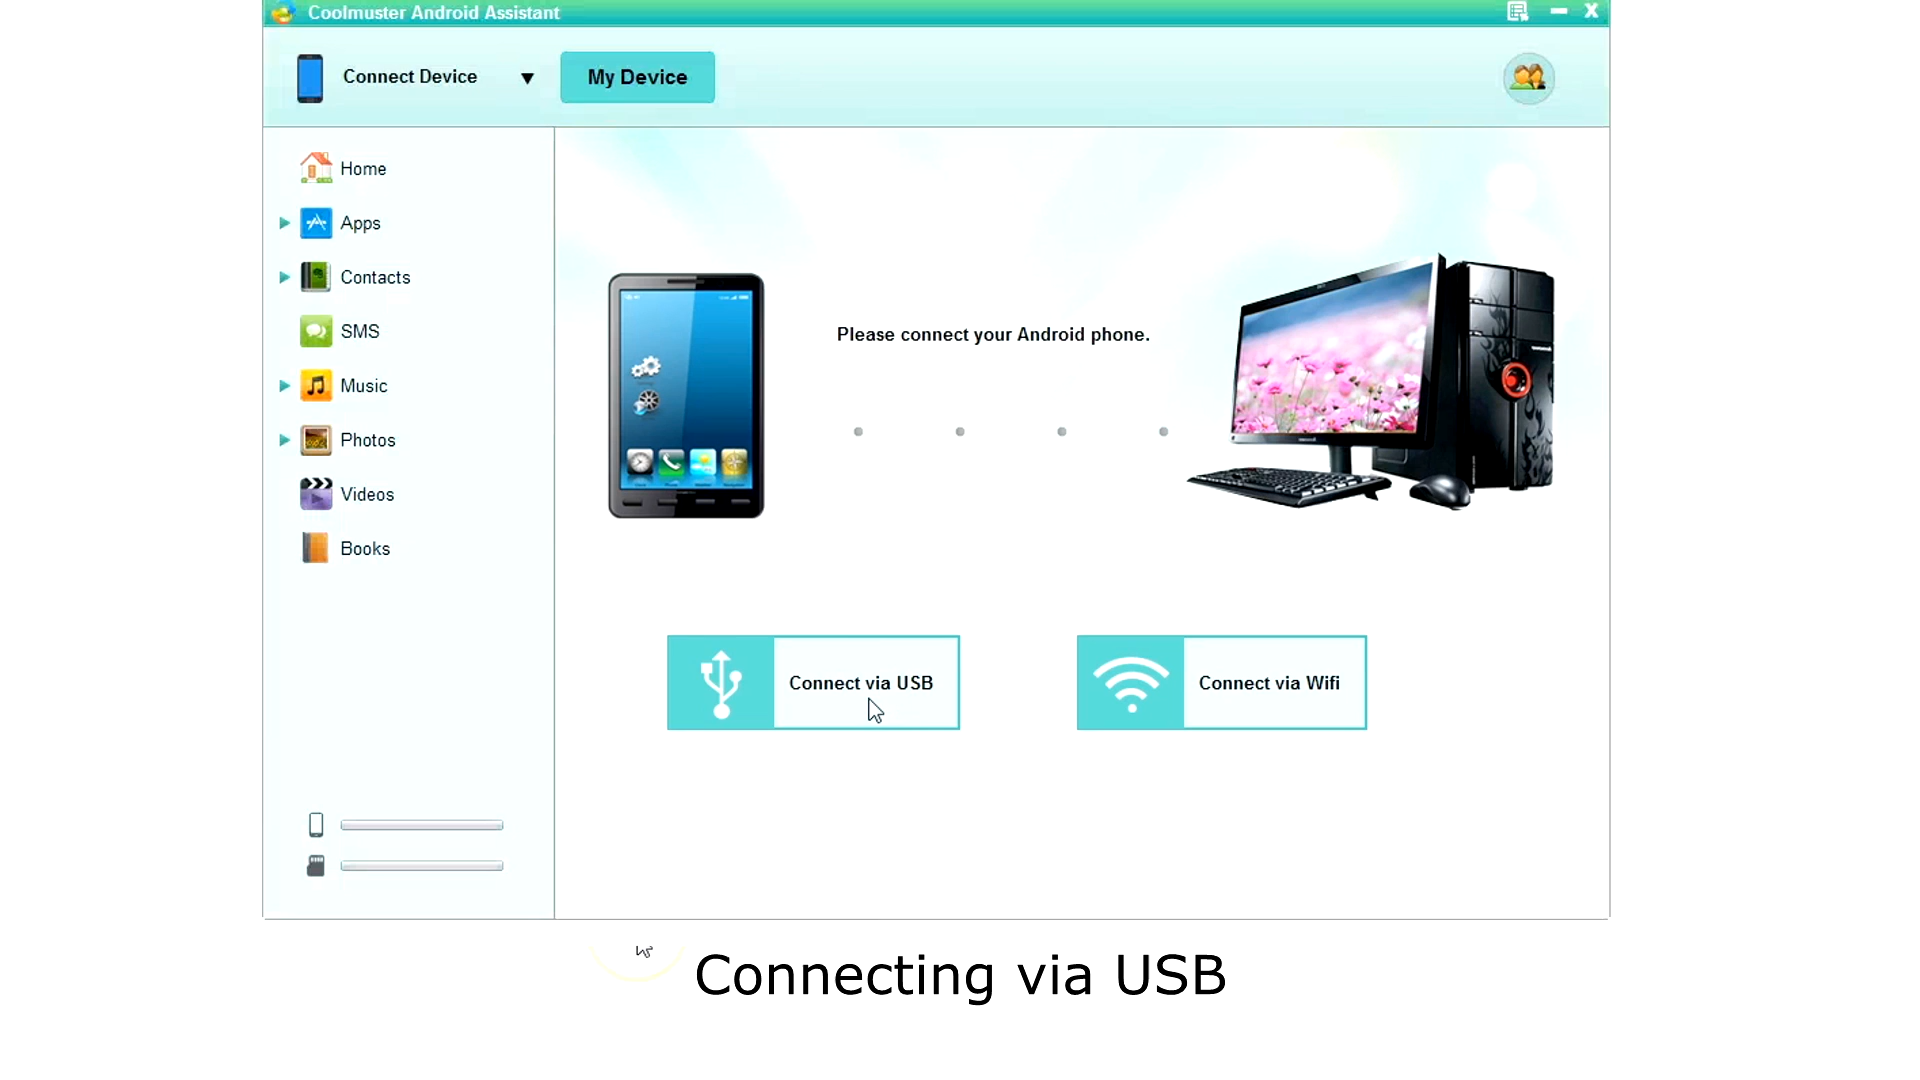 Coolmuster Android Assistant
Connect Device
My Device
Home
Apps
Contacts
SMS
Music
Photos
Videos
Books
Please connect your Android phone.
Connect via USB
Connect via Wifi
Connecting via USB